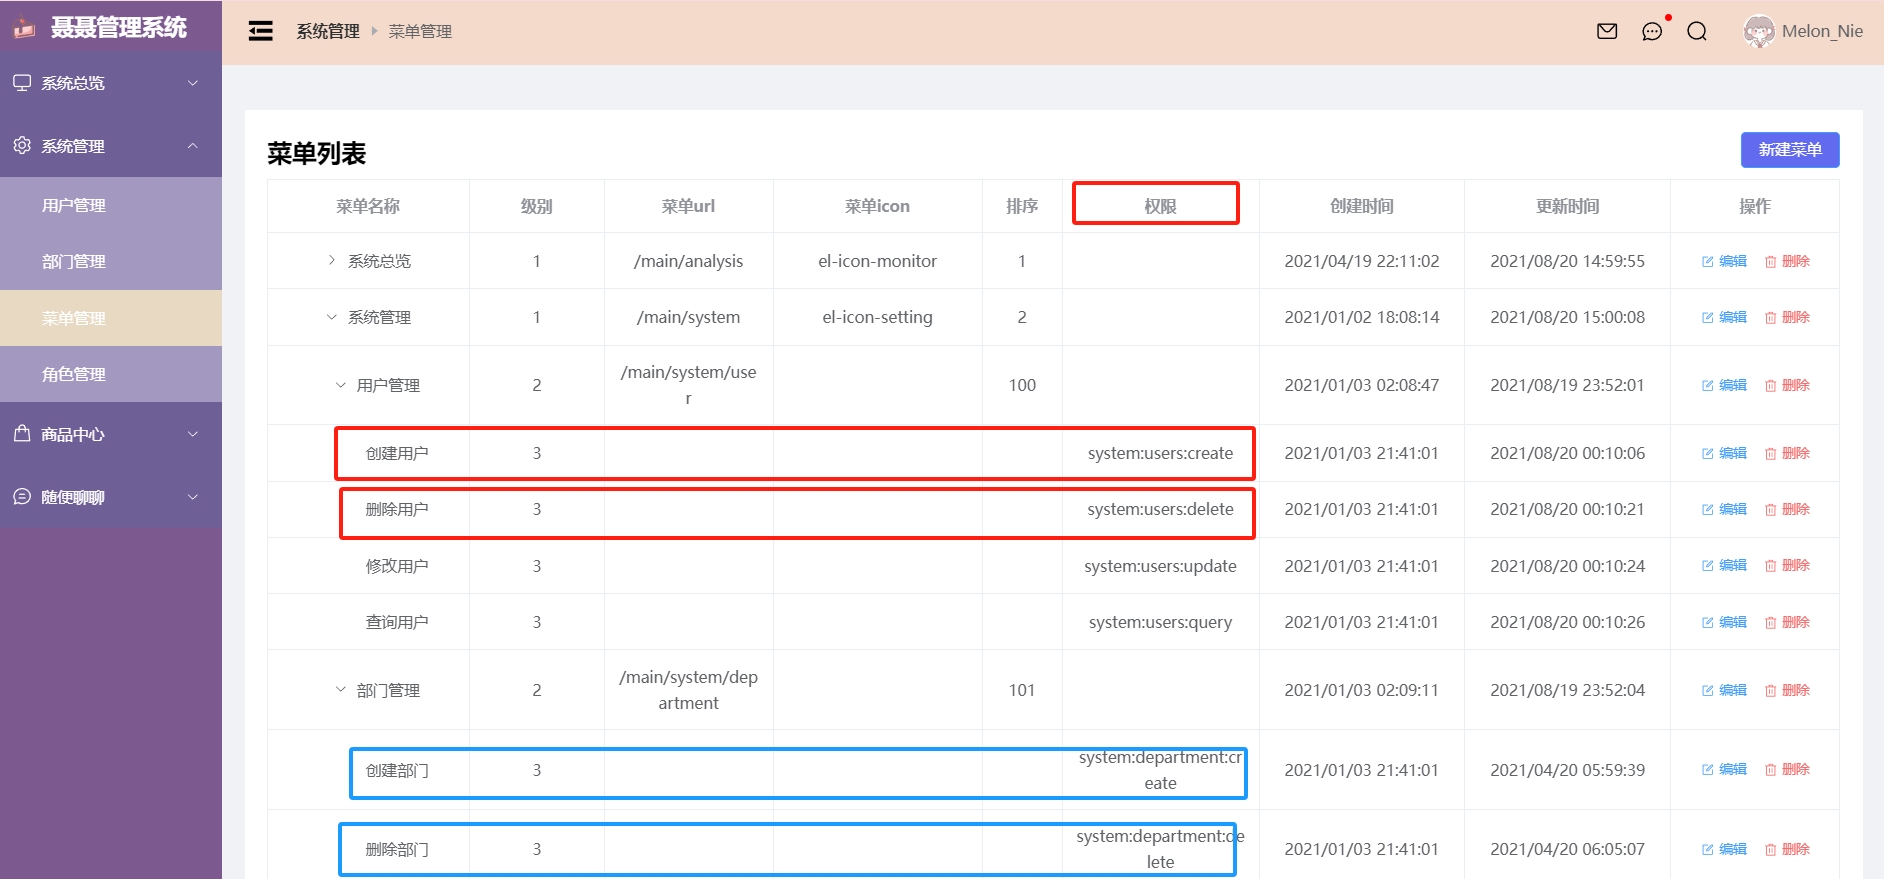 聂聂管理系统
系统管理 菜单管理
Melon_Nie
系统总览
系统管理
用户管理
部门管理
菜单管理
角色管理
商品中心
随便聊聊
菜单列表
新建菜单
菜单名称 级别 菜单url 菜单icon 排序 权限 创建时间 更新时间 操作
系统总览 1 /main/analysis el-icon-monitor 1 2021/04/19 22:11:02 2021/08/20 14:59:55 编辑 删除
系统管理 1 /main/system el-icon-setting 2 2021/01/02 18:08:14 2021/08/20 15:00:08 编辑 删除
用户管理 2 /main/system/use
r 100 2021/01/03 02:08:47 2021/08/19 23:52:01 编辑 删除
创建用户 3 system:users:create 2021/01/03 21:41:01 2021/08/20 00:10:06 编辑 删除
删除用户 3 system:users:delete 2021/01/03 21:41:01 2021/08/20 00:10:21 编辑 删除
修改用户 3 system:users:update 2021/01/03 21:41:01 2021/08/20 00:10:24 编辑 删除
查询用户 3 system:users:query 2021/01/03 21:41:01 2021/08/20 00:10:26 编辑 删除
部门管理 2 /main/system/dep
artment 101 2021/01/03 02:09:11 2021/08/19 23:52:04 编辑 删除
创建部门 3 system:department:cr
eate 2021/01/03 21:41:01 2021/04/20 05:59:39 编辑 删除
删除部门 3 system:department:de
lete 2021/01/03 21:41:01 2021/04/20 06:05:07 编辑 删除